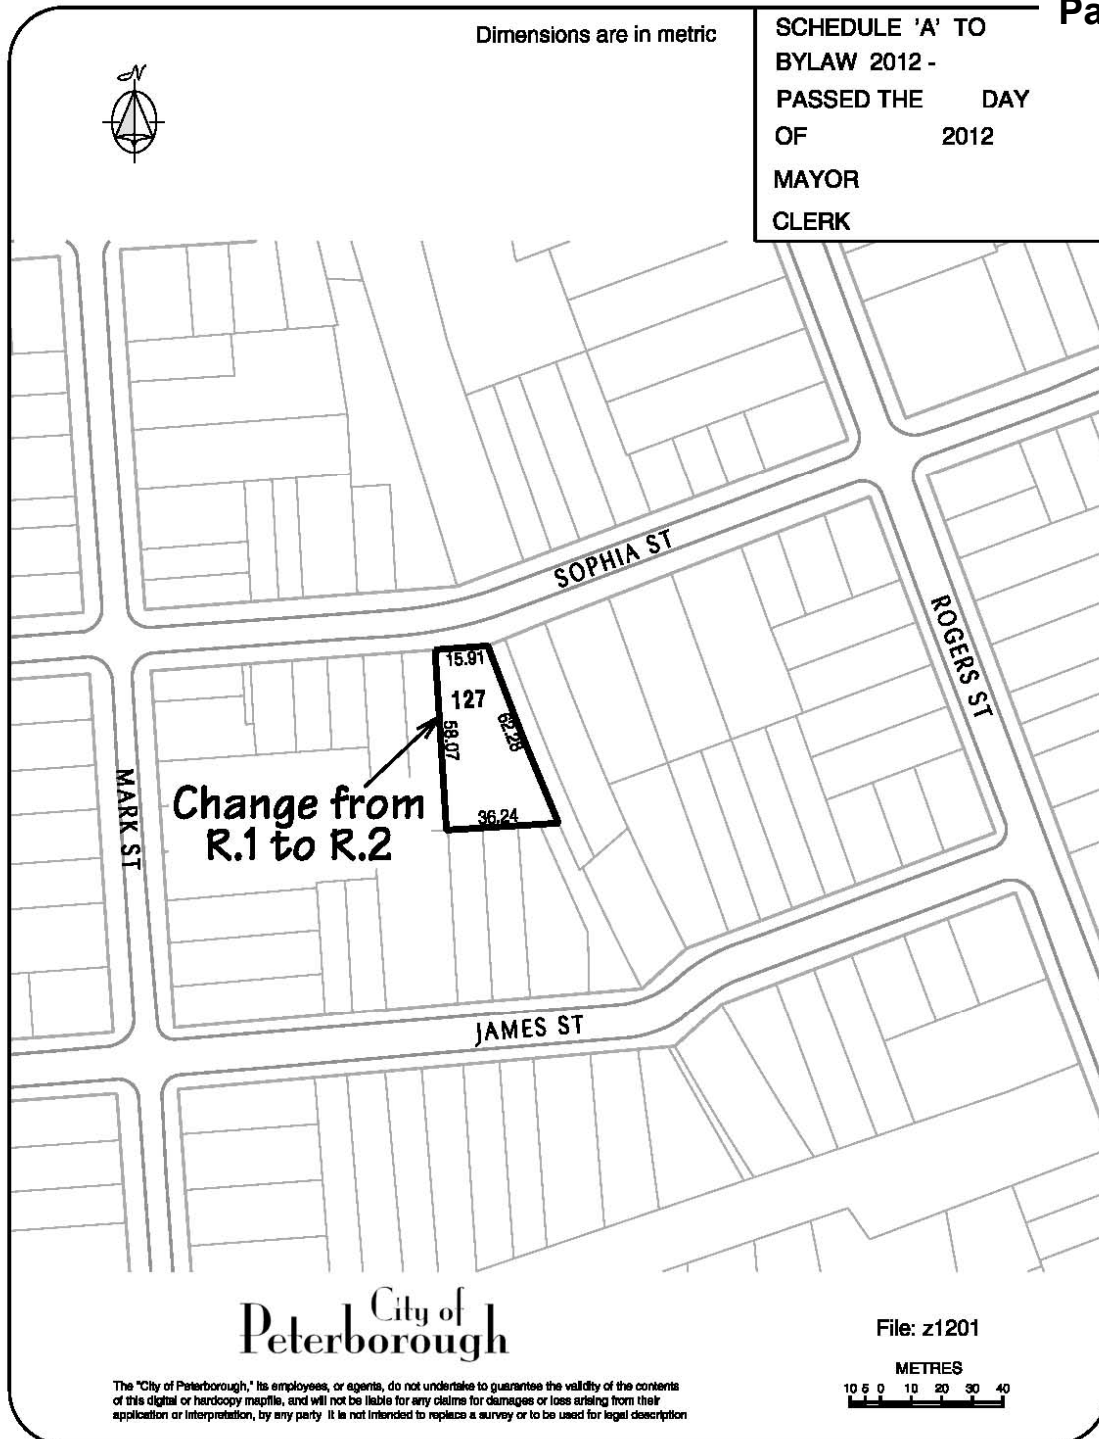 Pa
Dimensions are in metric
SCHEDULE 'A' TO
BYLAW 2012 -
PASSED THE DAY
OF 2012
MAYOR
CLERK
N
SOPHIA ST
ROGERS ST
15.91
127
58.07
62.28
36.24
Change from
R.1 to R.2
MARK ST
JAMES ST
City of
Peterborough
File: z1201
METRES
10 5 0 10 20 30 40
The "City of Peterborough," its employees, or agents, do not undertake to guarantee the validity of the contents
of this digital or hardcopy mapfile, and will not be liable for any claims for damages or loss arising from their
application or interpretation, by any party It is not intended to replace a survey or to be used for legal description